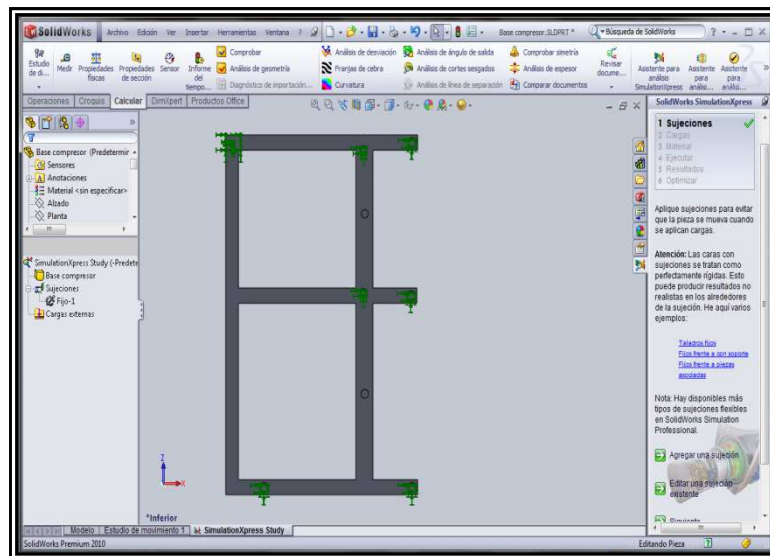 SolidWorks Archivo Edición Ver Insertar Herramientas Ventana ? Base compresor.SLDPRT * Búsqueda de SolidWorks
Estudio de di... Medir Propiedades físicas Propiedades de sección Sensor Informe del tiempo...
Comprobar
Análisis de geometría
Diagnóstico de importación...
Análisis de desviación
Franjas de cebra
Curvatura
Análisis de ángulo de salida
Análisis de cortes sesgados
Análisis de línea de separación
Comprobar simetría
Análisis de espesor
Comparar documentos
Revisar docume...
Asistente para análisis SimulationXpress
Asistente para análisi...
Asistente para análisi...
Operaciones Croquis Calcular DimXpert Productos Office
Base compresor (Predetermir
Sensores
Anotaciones
Material <sin especificar>
Alzado
Planta
SimulationXpress Study (-Predete
Base compresor
Sujeciones
Fijo-1
Cargas externas
Z
X
*Inferior
SolidWorks SimulationXpress
1 Sujeciones
2 Cargas
3 Material
4 Ejecutar
5 Resultados
6 Optimizar
Aplique sujeciones para evitar
que la pieza se mueva cuando
se aplican cargas.
Atención: Las caras con
sujeciones se tratan como
perfectamente rígidas. Esto
puede producir resultados no
realistas en los alrededores
de la sujeción. He aquí varios
ejemplos:
Taladros fijos
Fijos frente a con soporte
Fijos frente a piezas
asociadas
Nota: Hay disponibles más
tipos de sujeciones flexibles
en SolidWorks Simulation
Professional.
Agregar una sujeción
Editar una sujeción
existente
Siguiente
Modelo Estudio de movimiento 1 SimulationXpress Study
SolidWorks Premium 2010 Editando Pieza